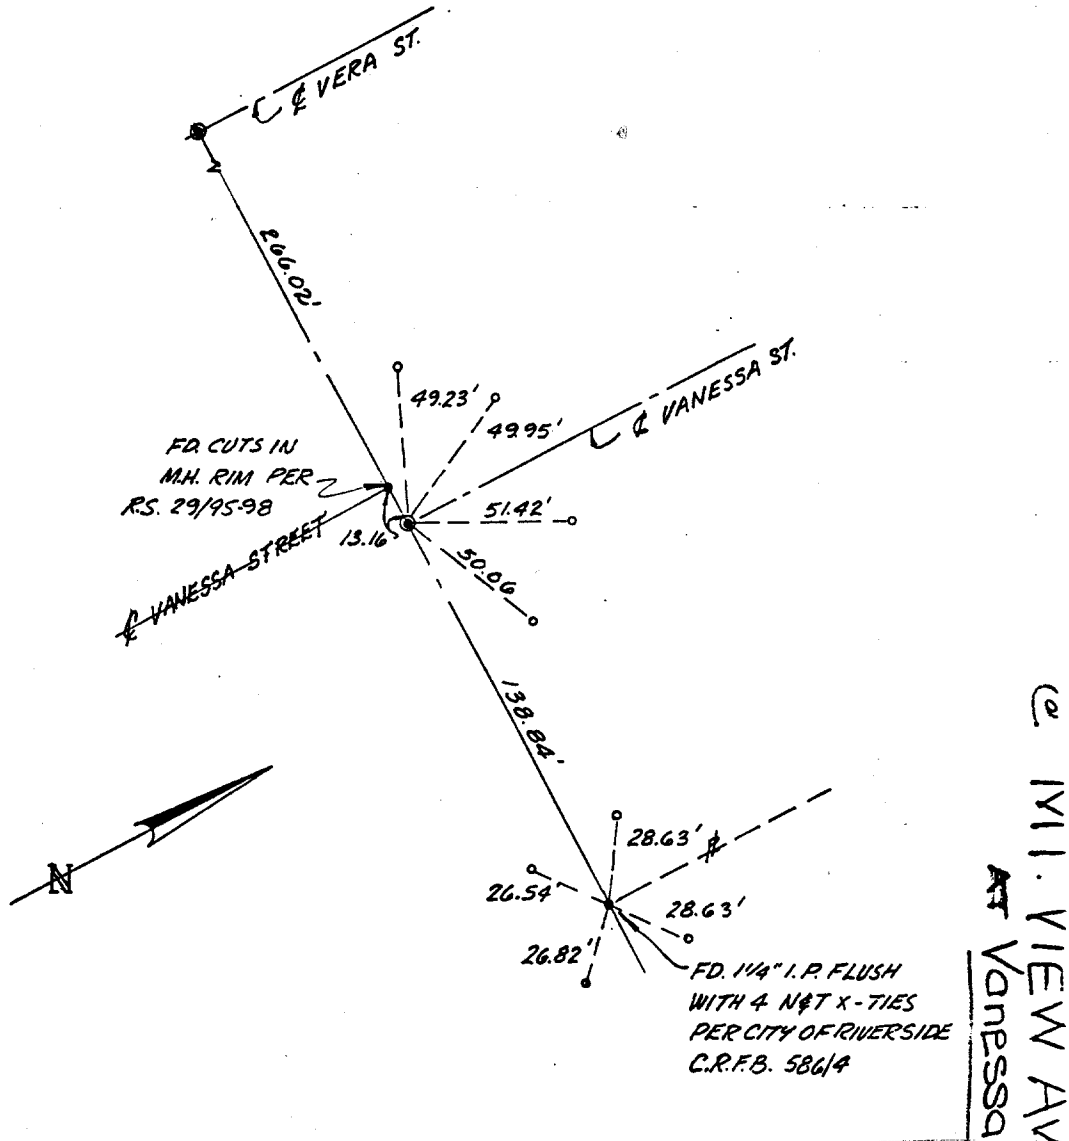 ℄ VERA ST.
266.02'
49.23'
49.95'
℄ VANESSA ST.
FD. CUTS IN
M.H. RIM PER
R.S. 29/95-98
51.42'
13.16
50.06
℄ VANESSA STREET
138.84'
N
28.63'
℄
26.54'
28.63'
26.82'
FD. 1¼" I.P. FLUSH
WITH 4 N&T X-TIES
PER CITY OF RIVERSIDE
C.R.F.B. 586/4
@ MT. VIEW AV
AT Vanessa